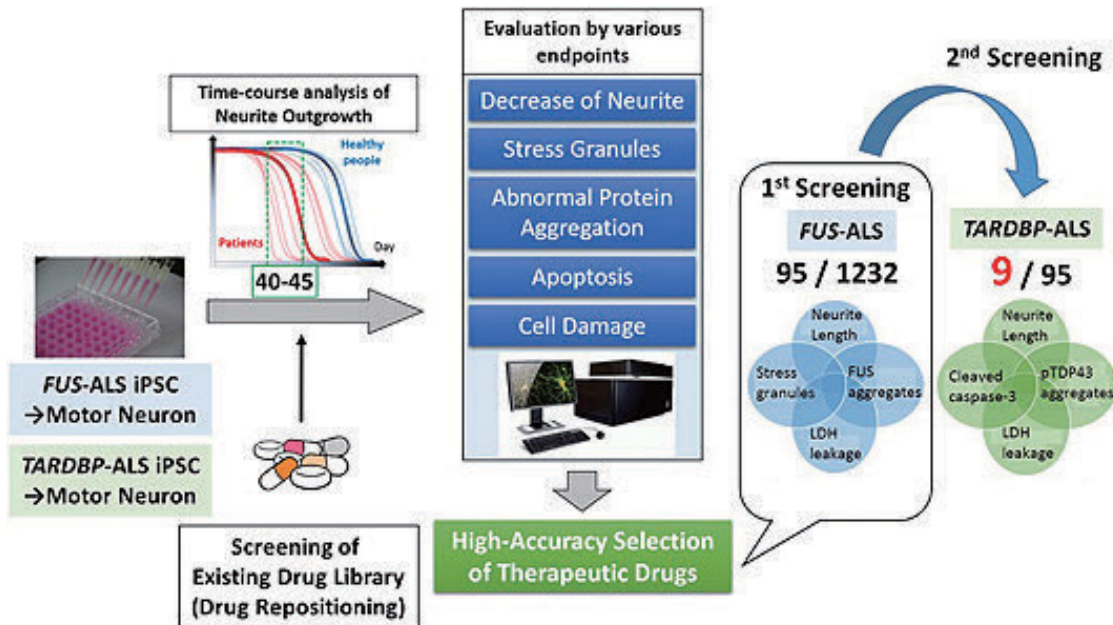 Time-course analysis of
Neurite Outgrowth
Healthy
people
Patients
Day
40-45
FUS-ALS iPSC
→Motor Neuron
TARDBP-ALS iPSC
→Motor Neuron
Screening of
Existing Drug Library
(Drug Repositioning)
Evaluation by various
endpoints
Decrease of Neurite
Stress Granules
Abnormal Protein
Aggregation
Apoptosis
Cell Damage
High-Accuracy Selection
of Therapeutic Drugs
1st Screening
FUS-ALS
95 / 1232
Neurite
Length
Stress
granules
FUS
aggregates
LDH
leakage
2nd Screening
TARDBP-ALS
9 / 95
Neurite
Length
Cleaved
caspase-3
pTDP43
aggregates
LDH
leakage